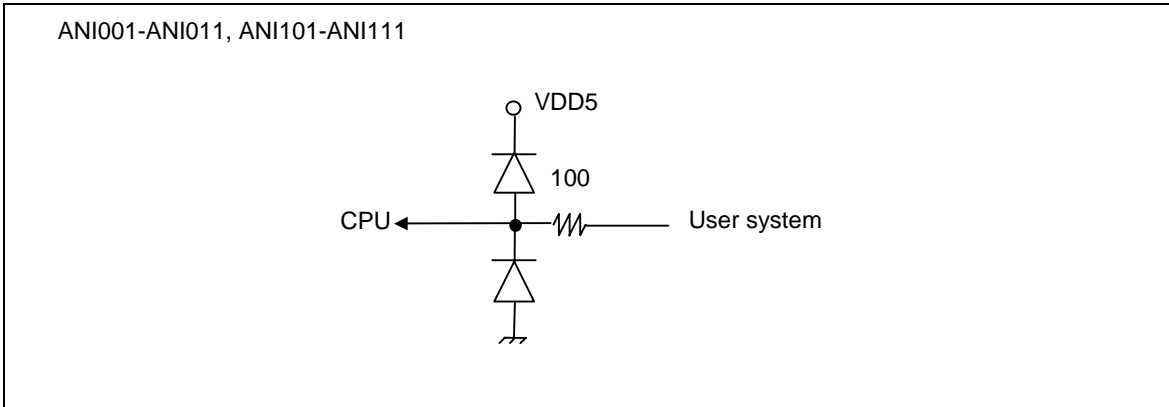 ANI001-ANI011, ANI101-ANI111
VDD5
100
CPU
User system